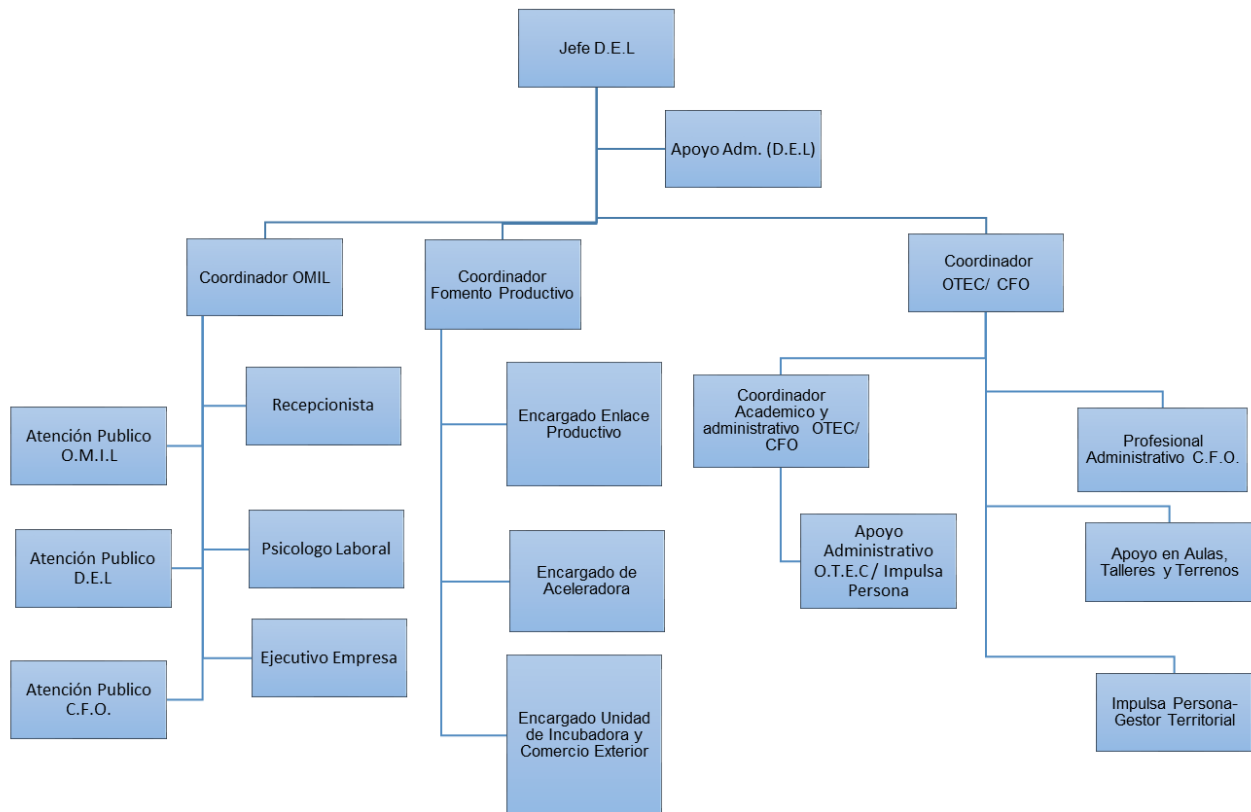 Jefe D.E.L
Apoyo Adm. (D.E.L)
Coordinador OMIL
Coordinador
Fomento Productivo
Coordinador
OTEC/ CFO
Recepcionista
Atención Publico
O.M.I.L
Psicologo Laboral
Atención Publico
D.E.L
Ejecutivo Empresa
Atención Publico
C.F.O.
Encargado Enlace
Productivo
Encargado de
Aceleradora
Encargado Unidad
de Incubadora y
Comercio Exterior
Coordinador
Academico y
administrativo OTEC/
CFO
Apoyo
Administrativo
O.T.E.C / Impulsa
Persona
Profesional
Administrativo C.F.O.
Apoyo en Aulas,
Talleres y Terrenos
Impulsa Persona-
Gestor Territorial